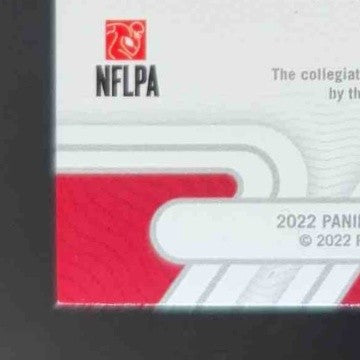 NFLPA
The collegiat
by th
2022 PANI
© 2022 P